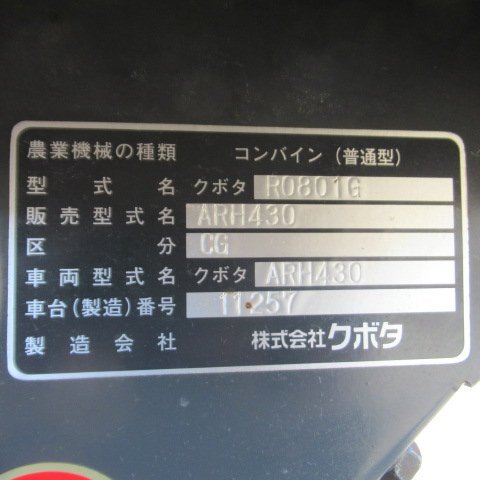 農業機械の種類 コンバイン(普通型)
型式名 クボタ R0801G
販売型式名 ARH430
区分 CG
車両型式名 クボタ ARH430
車台(製造)番号 11257
製造会社 株式会社クボタ